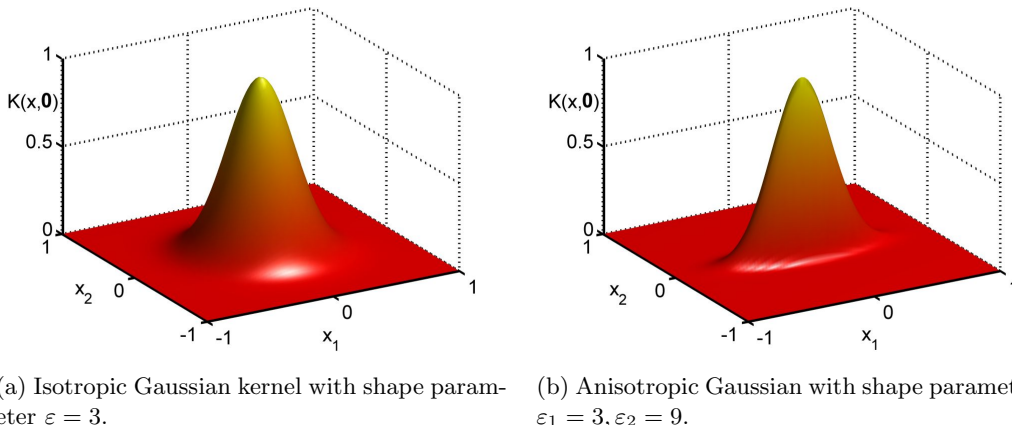 1
K(x,0)
0.5
0
1
x2
0
-1
-1
0
x1
1
1
K(x,0)
0.5
0
1
x2
0
-1
-1
0
x1
1
(a) Isotropic Gaussian kernel with shape param-
eter ε = 3.
(b) Anisotropic Gaussian with shape paramet
ε1 = 3, ε2 = 9.